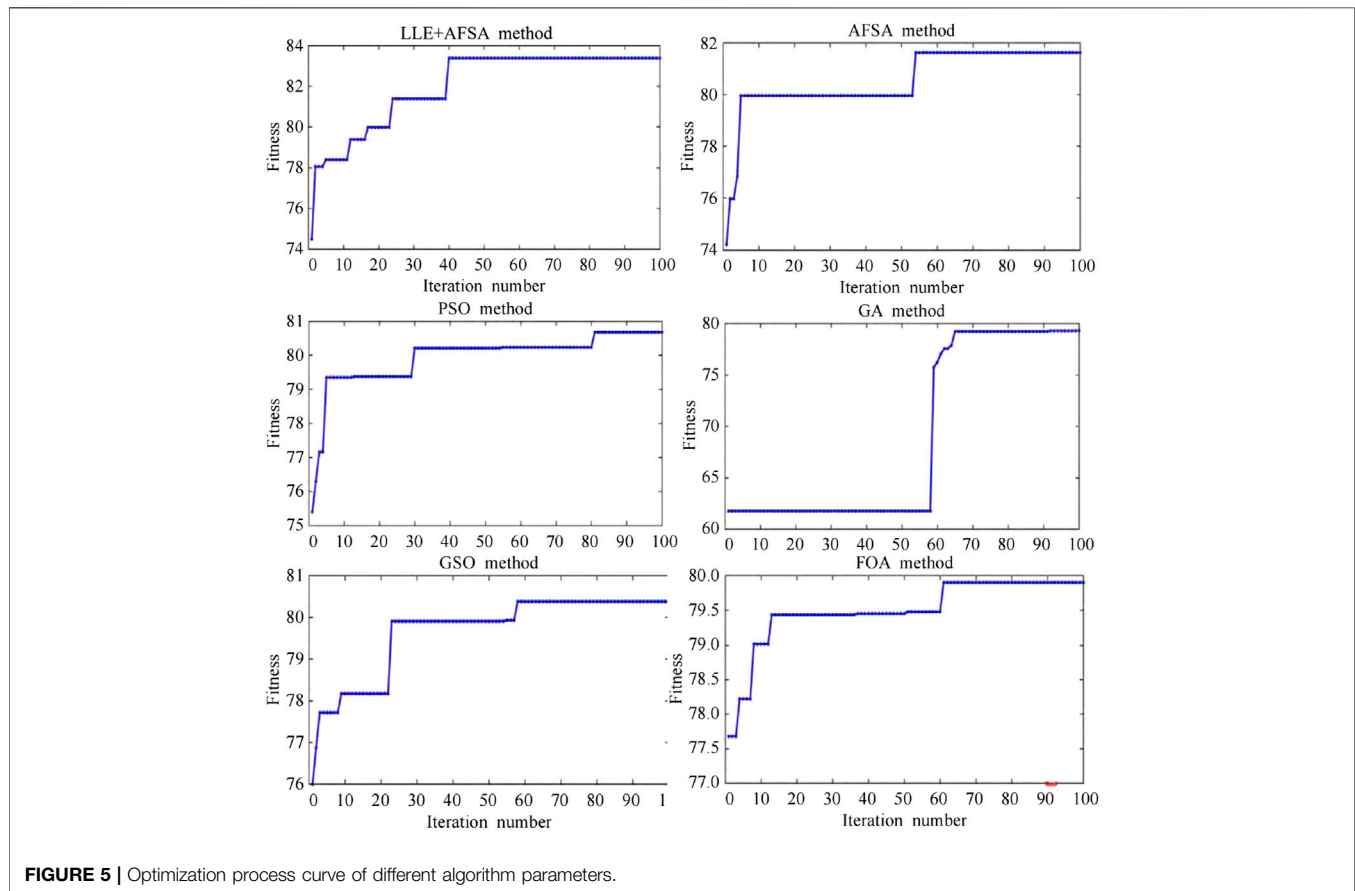 LLE+AFSA method
84
82
80
78
76
74
Fitness
0 10 20 30 40 50 60 70 80 90 100
Iteration number
AFSA method
82
80
78
76
74
Fitness
0 10 20 30 40 50 60 70 80 90 100
Iteration number
PSO method
81
80
79
78
77
76
75
Fitness
0 10 20 30 40 50 60 70 80 90 100
Iteration number
GA method
80
75
70
65
60
Fitness
0 10 20 30 40 50 60 70 80 90 100
Iteration number
GSO method
81
80
79
78
77
76
Fitness
0 10 20 30 40 50 60 70 80 90 1
Iteration number
FOA method
80.0
79.5
79.0
78.5
78.0
77.5
77.0
Fitness
0 10 20 30 40 50 60 70 80 90 100
Iteration number
FIGURE 5 | Optimization process curve of different algorithm parameters.